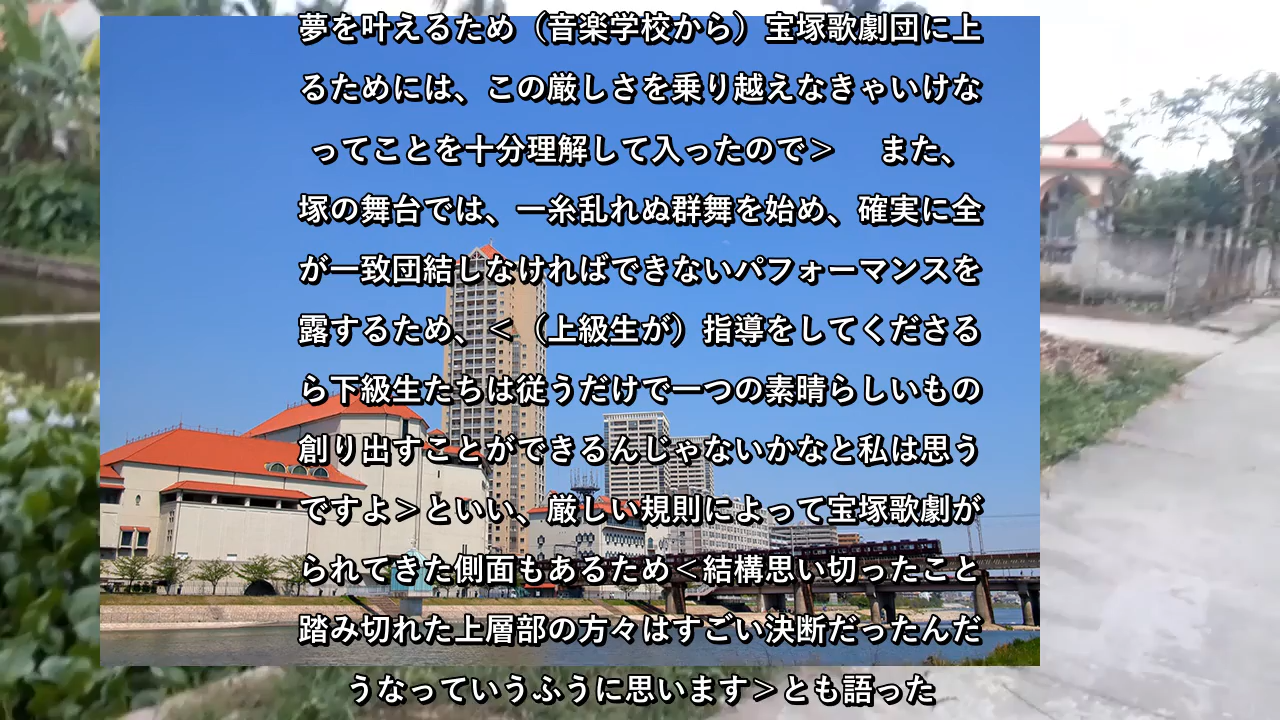 夢を叶えるため（音楽学校から）宝塚歌劇団に上
るためには、この厳しさを乗り越えなきゃいけな
ってことを十分理解して入ったので＞　また、
塚の舞台では、一糸乱れぬ群舞を始め、確実に全
が一致団結しなければできないパフォーマンスを
露するため、＜（上級生が）指導をしてくださる
ら下級生たちは従うだけで一つの素晴らしいもの
創り出すことができるんじゃないかなと私は思う
ですよ＞といい、厳しい規則によって宝塚歌劇が
られてきた側面もあるため＜結構思い切ったこと
踏み切れた上層部の方々はすごい決断だったんだ
うなっていうふうに思います＞とも語った